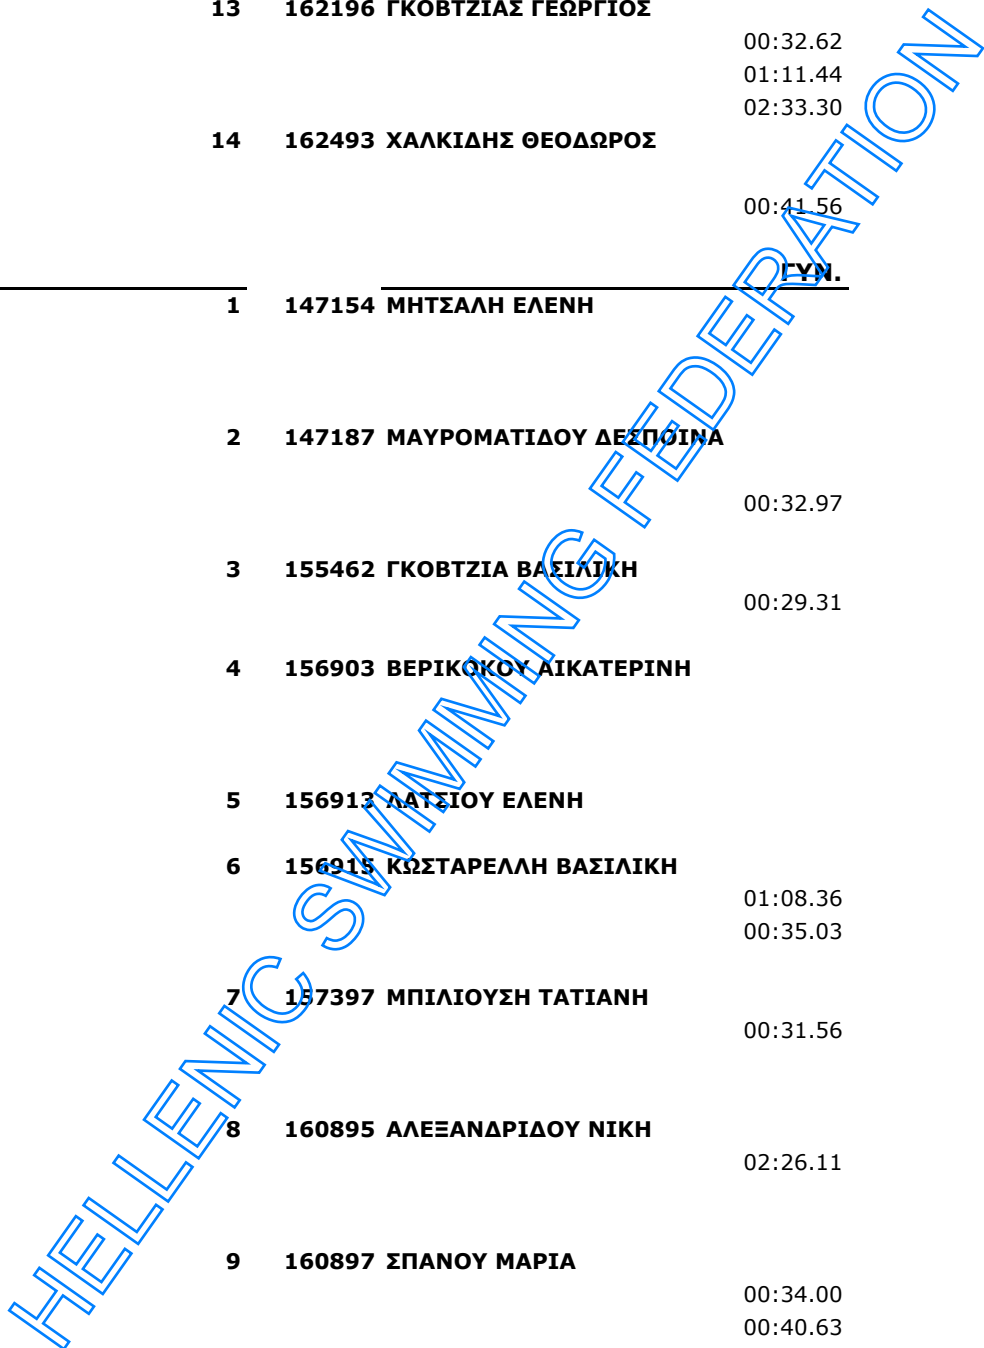 13 162196 ΓΚΟΒΤΖΙΑΣ ΓΕΩΡΓΙΟΣ
00:32.62
01:11.44
02:33.30
14 162493 ΧΑΛΚΙΔΗΣ ΘΕΟΔΩΡΟΣ
00:41.56
ΓΥΝ.
1 147154 ΜΗΤΣΑΛΗ ΕΛΕΝΗ
2 147187 ΜΑΥΡΟΜΑΤΙΔΟΥ ΔΕΣΠΟΙΝΑ
00:32.97
3 155462 ΓΚΟΒΤΖΙΑ ΒΑΣΙΛΙΚΗ
00:29.31
4 156903 ΒΕΡΙΚΟΚΟΥ ΑΙΚΑΤΕΡΙΝΗ
5 156913 ΛΑΤΣΙΟΥ ΕΛΕΝΗ
6 156915 ΚΩΣΤΑΡΕΛΛΗ ΒΑΣΙΛΙΚΗ
01:08.36
00:35.03
7 157397 ΜΠΙΛΙΟΥΣΗ ΤΑΤΙΑΝΗ
00:31.56
8 160895 ΑΛΕΞΑΝΔΡΙΔΟΥ ΝΙΚΗ
02:26.11
9 160897 ΣΠΑΝΟΥ ΜΑΡΙΑ
00:34.00
00:40.63
HELLENIC SWIMMING FEDERATION